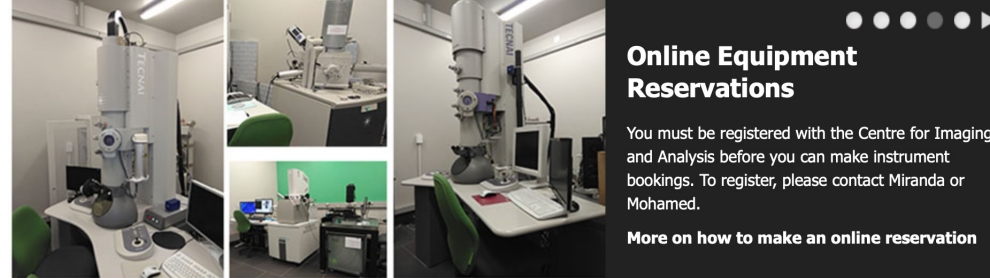 TECNAI
TECNAI
Online Equipment
Reservations
You must be registered with the Centre for Imaging
and Analysis before you can make instrument
bookings. To register, please contact Miranda or
Mohamed.
More on how to make an online reservation